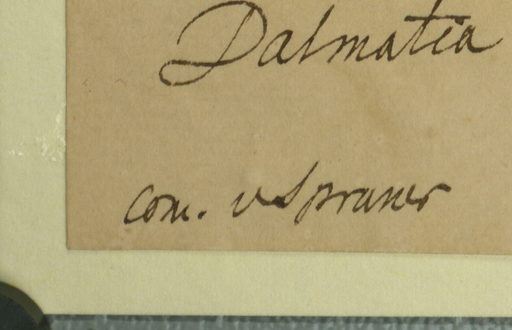 Dalmatia
com. v Spruner